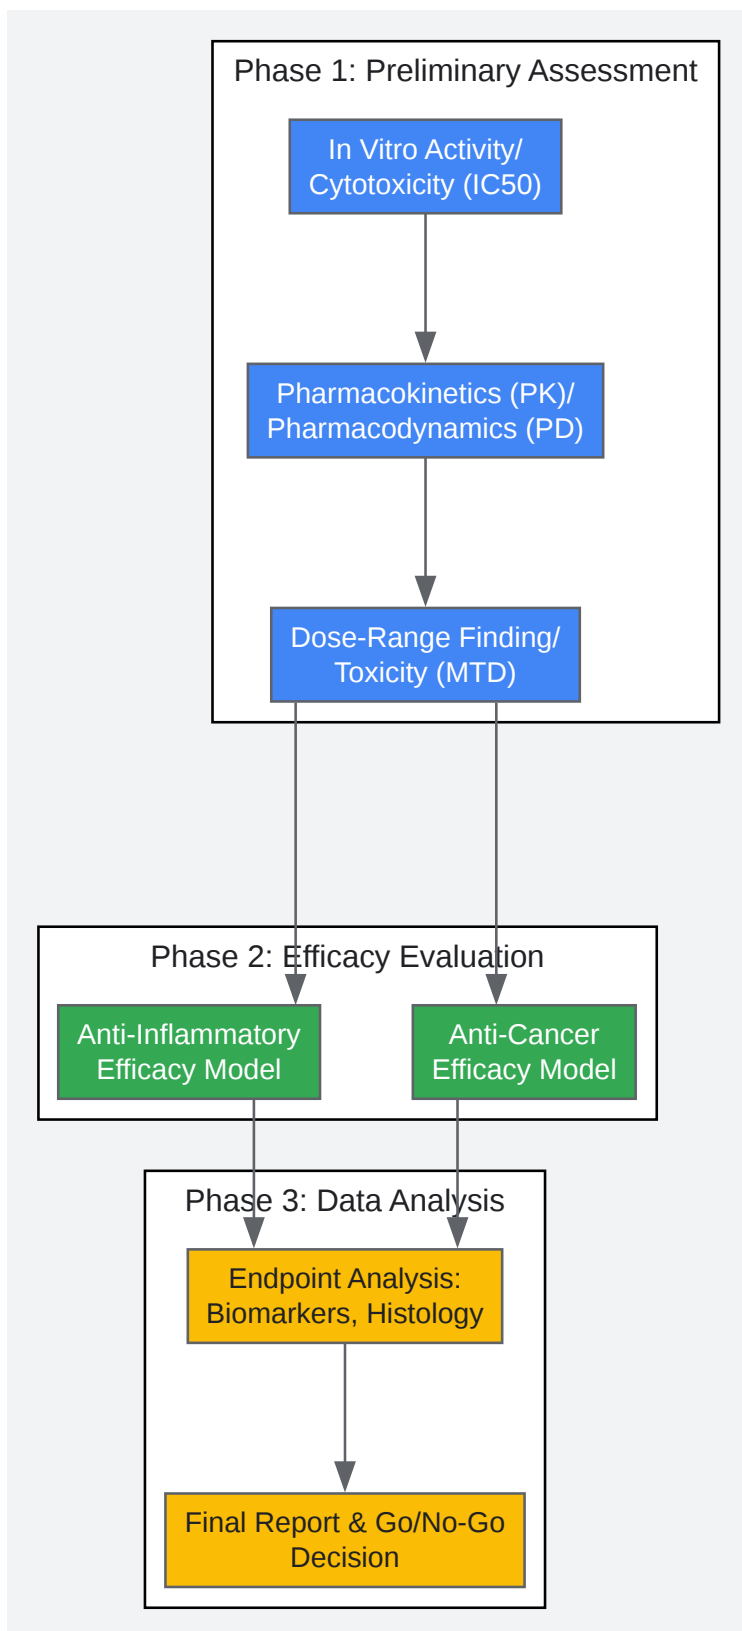 Phase 1: Preliminary Assessment
In Vitro Activity/
Cytotoxicity (IC50)
Pharmacokinetics (PK)/
Pharmacodynamics (PD)
Dose-Range Finding/
Toxicity (MTD)
Phase 2: Efficacy Evaluation
Anti-Inflammatory
Efficacy Model
Anti-Cancer
Efficacy Model
Phase 3: Data Analysis
Endpoint Analysis:
Biomarkers, Histology
Final Report & Go/No-Go
Decision